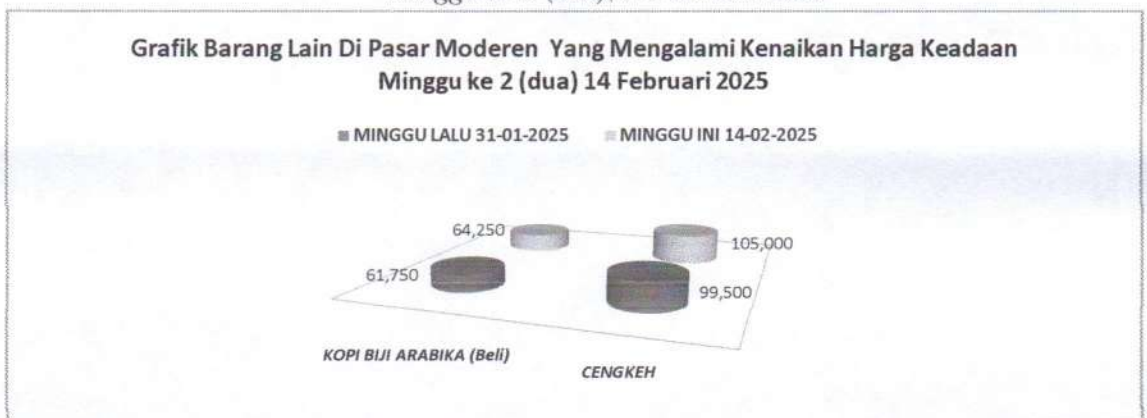 Grafik Barang Lain Di Pasar Moderen Yang Mengalami Kenaikan Harga Keadaan
Minggu ke 2 (dua) 14 Februari 2025
MINGGU LALU 31-01-2025 MINGGU INI 14-02-2025
64,250
105,000
61,750
99,500
KOPI BIJI ARABIKA (Beli)
CENGKEH